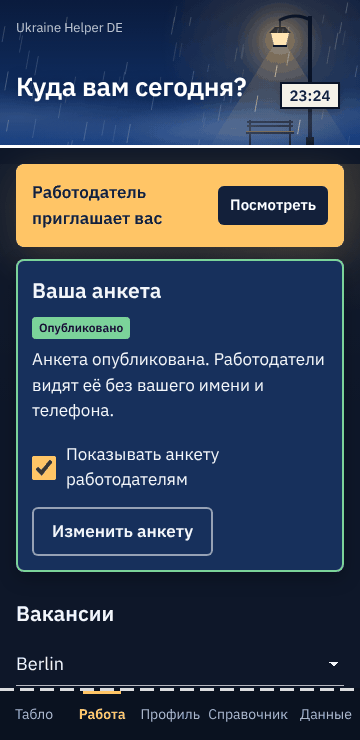 Ukraine Helper DE
Куда вам сегодня?
23:24
Работодатель
приглашает вас
Посмотреть
Ваша анкета
Опубликовано
Анкета опубликована. Работодатели
видят её без вашего имени и
телефона.
Показывать анкету
работодателям
Изменить анкету
Вакансии
Berlin
Табло Работа Профиль Справочник Данные